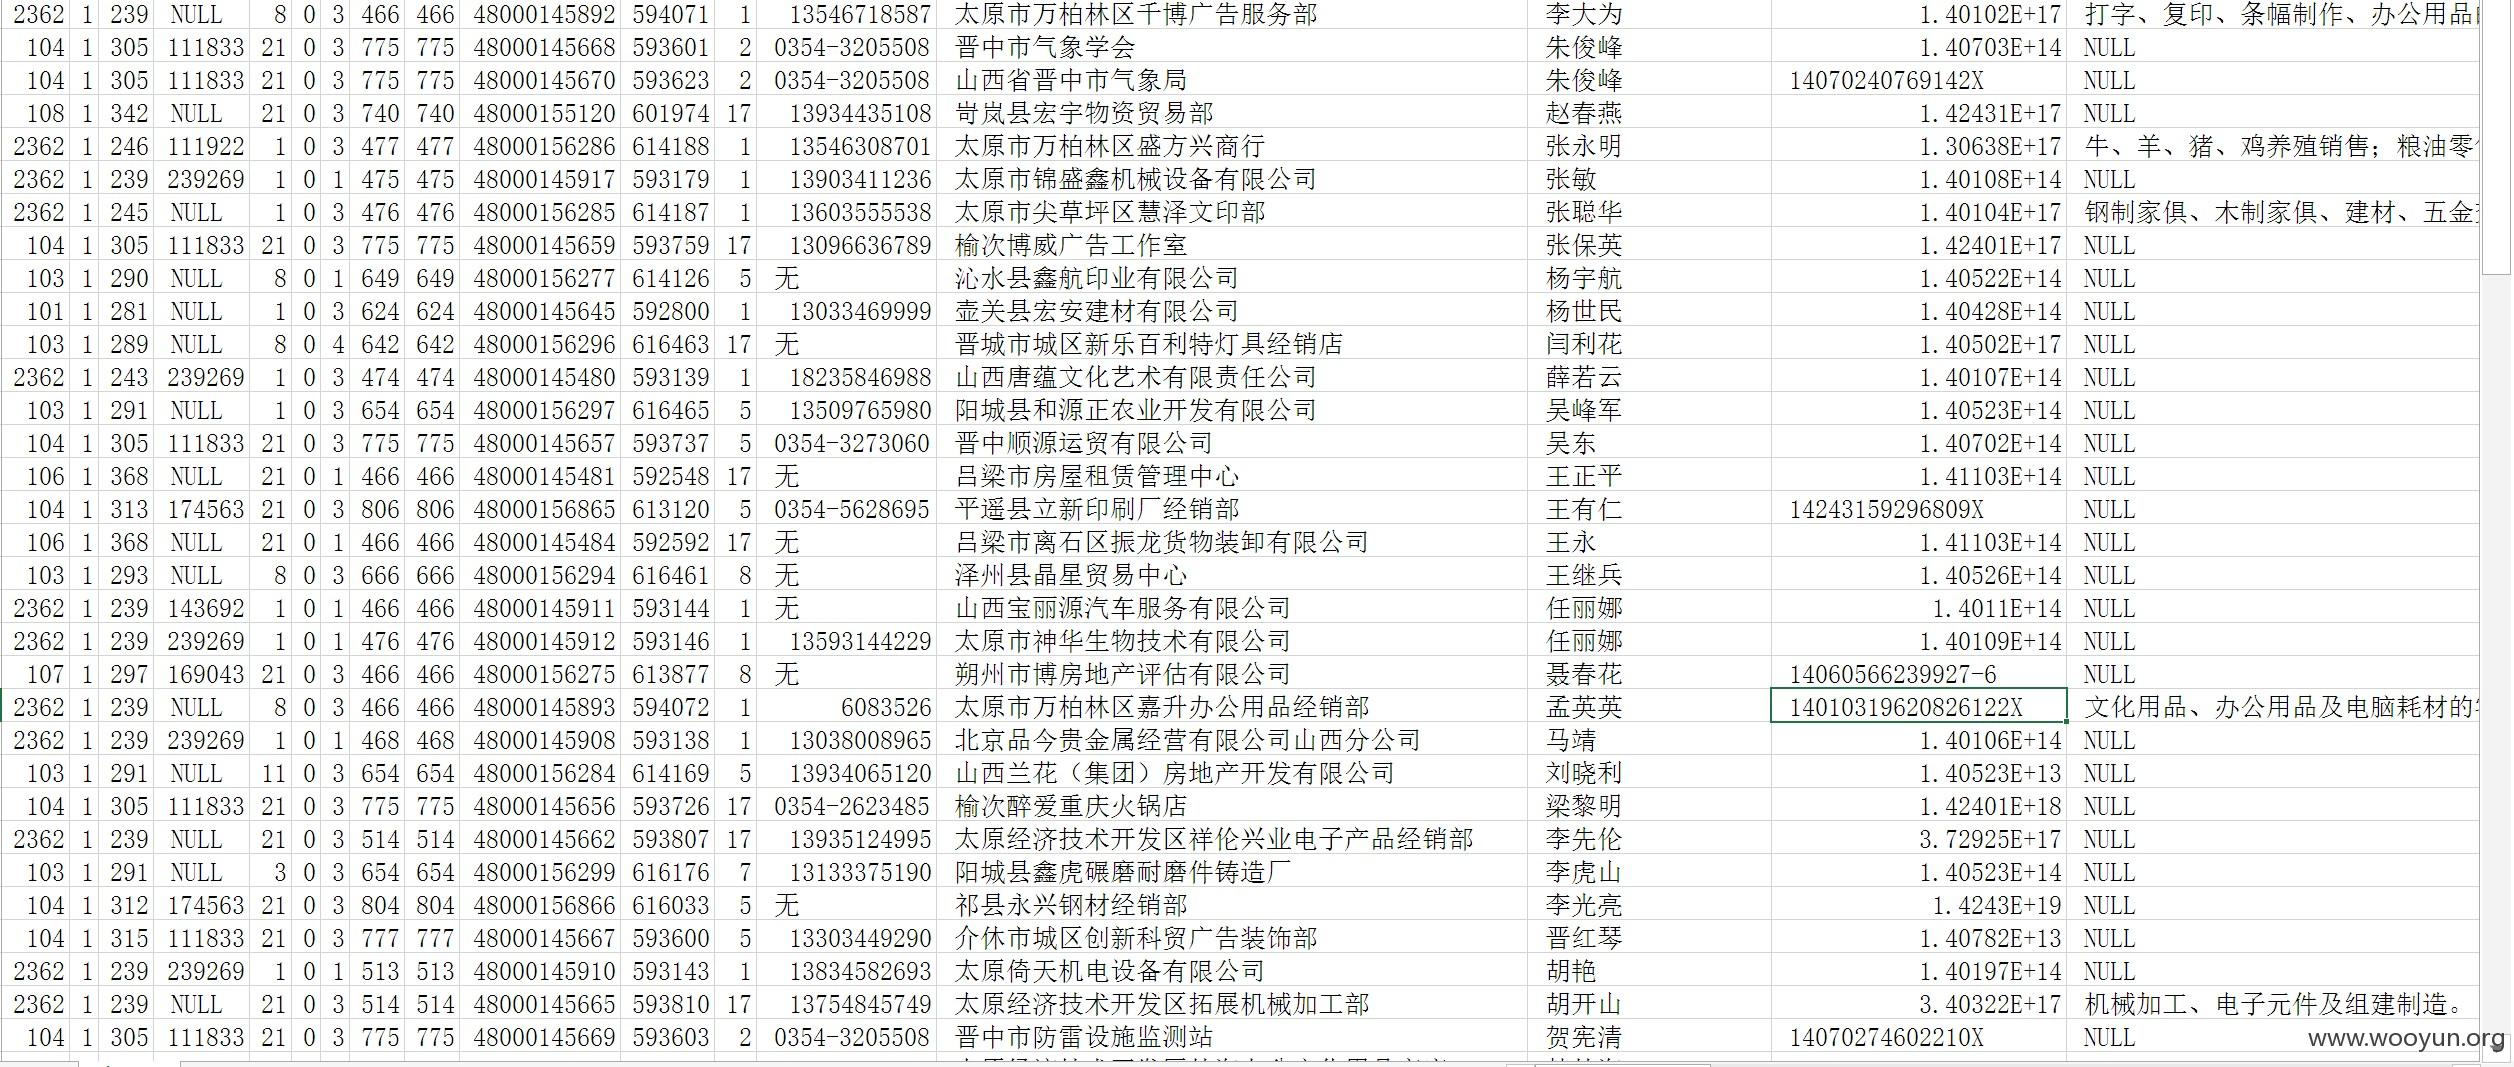 2362 1 239 NULL 8 0 3 466 466 48000145892 594071 1 13546718587 太原市万柏林区千博广告服务部 李大为 1.40102E+17 打字、复印、条幅制作、办公用品
104 1 305 111833 21 0 3 775 775 48000145668 593601 2 0354-3205508 晋中市气象学会 朱俊峰 1.40703E+14 NULL
104 1 305 111833 21 0 3 775 775 48000145670 593623 2 0354-3205508 山西省晋中市气象局 朱俊峰 14070240769142X NULL
108 1 342 NULL 21 0 3 740 740 48000155120 601974 17 13934435108 岢岚县宏宇物资贸易部 赵春燕 1.42431E+17 NULL
2362 1 246 111922 1 0 3 477 477 48000156286 614188 1 13546308701 太原市万柏林区盛方兴商行 张永明 1.30638E+17 牛、羊、猪、鸡养殖销售；粮油零
2362 1 239 239269 1 0 1 475 475 48000145917 593179 1 13903411236 太原市锦盛鑫机械设备有限公司 张敏 1.40108E+14 NULL
2362 1 245 NULL 1 0 3 476 476 48000156285 614187 1 13603555538 太原市尖草坪区慧泽文印部 张聪华 1.40104E+17 钢制家俱、木制家俱、建材、五金
104 1 305 111833 21 0 3 775 775 48000145659 593759 17 13096636789 榆次博威广告工作室 张保英 1.42401E+17 NULL
103 1 290 NULL 8 0 1 649 649 48000156277 614126 5 无 沁水县鑫航印业有限公司 杨宇航 1.40522E+14 NULL
101 1 281 NULL 1 0 3 624 624 48000145645 592800 1 13033469999 壶关县宏安建材有限公司 杨世民 1.40428E+14 NULL
103 1 289 NULL 8 0 4 642 642 48000156296 616463 17 无 晋城市城区新乐百利特灯具经销店 闫利花 1.40502E+17 NULL
2362 1 243 239269 1 0 3 474 474 48000145480 593139 1 18235846988 山西唐蕴文化艺术有限责任公司 薛若云 1.40107E+14 NULL
103 1 291 NULL 1 0 3 654 654 48000156297 616465 5 13509765980 阳城县和源正农业开发有限公司 吴峰军 1.40523E+14 NULL
104 1 305 111833 21 0 3 775 775 48000145657 593737 5 0354-3273060 晋中顺源运贸有限公司 吴东 1.40702E+14 NULL
106 1 368 NULL 21 0 1 466 466 48000145481 592548 17 无 吕梁市房屋租赁管理中心 王正平 1.41103E+14 NULL
104 1 313 174563 21 0 3 806 806 48000156865 613120 5 0354-5628695 平遥县立新印刷厂经销部 王有仁 14243159296809X NULL
106 1 368 NULL 21 0 1 466 466 48000145484 592592 17 无 吕梁市离石区振龙货物装卸有限公司 王永 1.41103E+14 NULL
103 1 293 NULL 8 0 3 666 666 48000156294 616461 8 无 泽州县晶星贸易中心 王继兵 1.40526E+14 NULL
2362 1 239 143692 1 0 1 466 466 48000145911 593144 1 无 山西宝丽源汽车服务有限公司 任丽娜 1.4011E+14 NULL
2362 1 239 239269 1 0 1 476 476 48000145912 593146 1 13593144229 太原市神华生物技术有限公司 任丽娜 1.40109E+14 NULL
107 1 297 169043 21 0 3 466 466 48000156275 613877 8 无 朔州市博房地产评估有限公司 聂春花 14060566239927-6 NULL
2362 1 239 NULL 8 0 3 466 466 48000145893 594072 1 6083526 太原市万柏林区嘉升办公用品经销部 孟英英 14010319620826122X 文化用品、办公用品及电脑耗材的
2362 1 239 239269 1 0 1 468 468 48000145908 593138 1 13038008965 北京品今贵金属经营有限公司山西分公司 马靖 1.40106E+14 NULL
103 1 291 NULL 11 0 3 654 654 48000156284 614169 5 13934065120 山西兰花（集团）房地产开发有限公司 刘晓利 1.40523E+13 NULL
104 1 305 111833 21 0 3 775 775 48000145656 593726 17 0354-2623485 榆次醉爱重庆火锅店 梁黎明 1.42401E+18 NULL
2362 1 239 NULL 21 0 3 514 514 48000145662 593807 17 13935124995 太原经济技术开发区祥伦兴业电子产品经销部 李先伦 3.72925E+17 NULL
103 1 291 NULL 3 0 3 654 654 48000156299 616176 7 13133375190 阳城县鑫虎碾磨耐磨件铸造厂 李虎山 1.40523E+14 NULL
104 1 312 174563 21 0 3 804 804 48000156866 616033 5 无 祁县永兴钢材经销部 李光亮 1.4243E+19 NULL
104 1 315 111833 21 0 3 777 777 48000145667 593600 5 13303449290 介休市城区创新科贸广告装饰部 晋红琴 1.40782E+13 NULL
2362 1 239 239269 1 0 1 513 513 48000145910 593143 1 13834582693 太原倚天机电设备有限公司 胡艳 1.40197E+14 NULL
2362 1 239 NULL 21 0 3 514 514 48000145665 593810 17 13754845749 太原经济技术开发区拓展机械加工部 胡开山 3.40322E+17 机械加工、电子元件及组建制造。
104 1 305 111833 21 0 3 775 775 48000145669 593603 2 0354-3205508 晋中市防雷设施监测站 贺宪清 14070274602210X NULL
www.wooyun.org